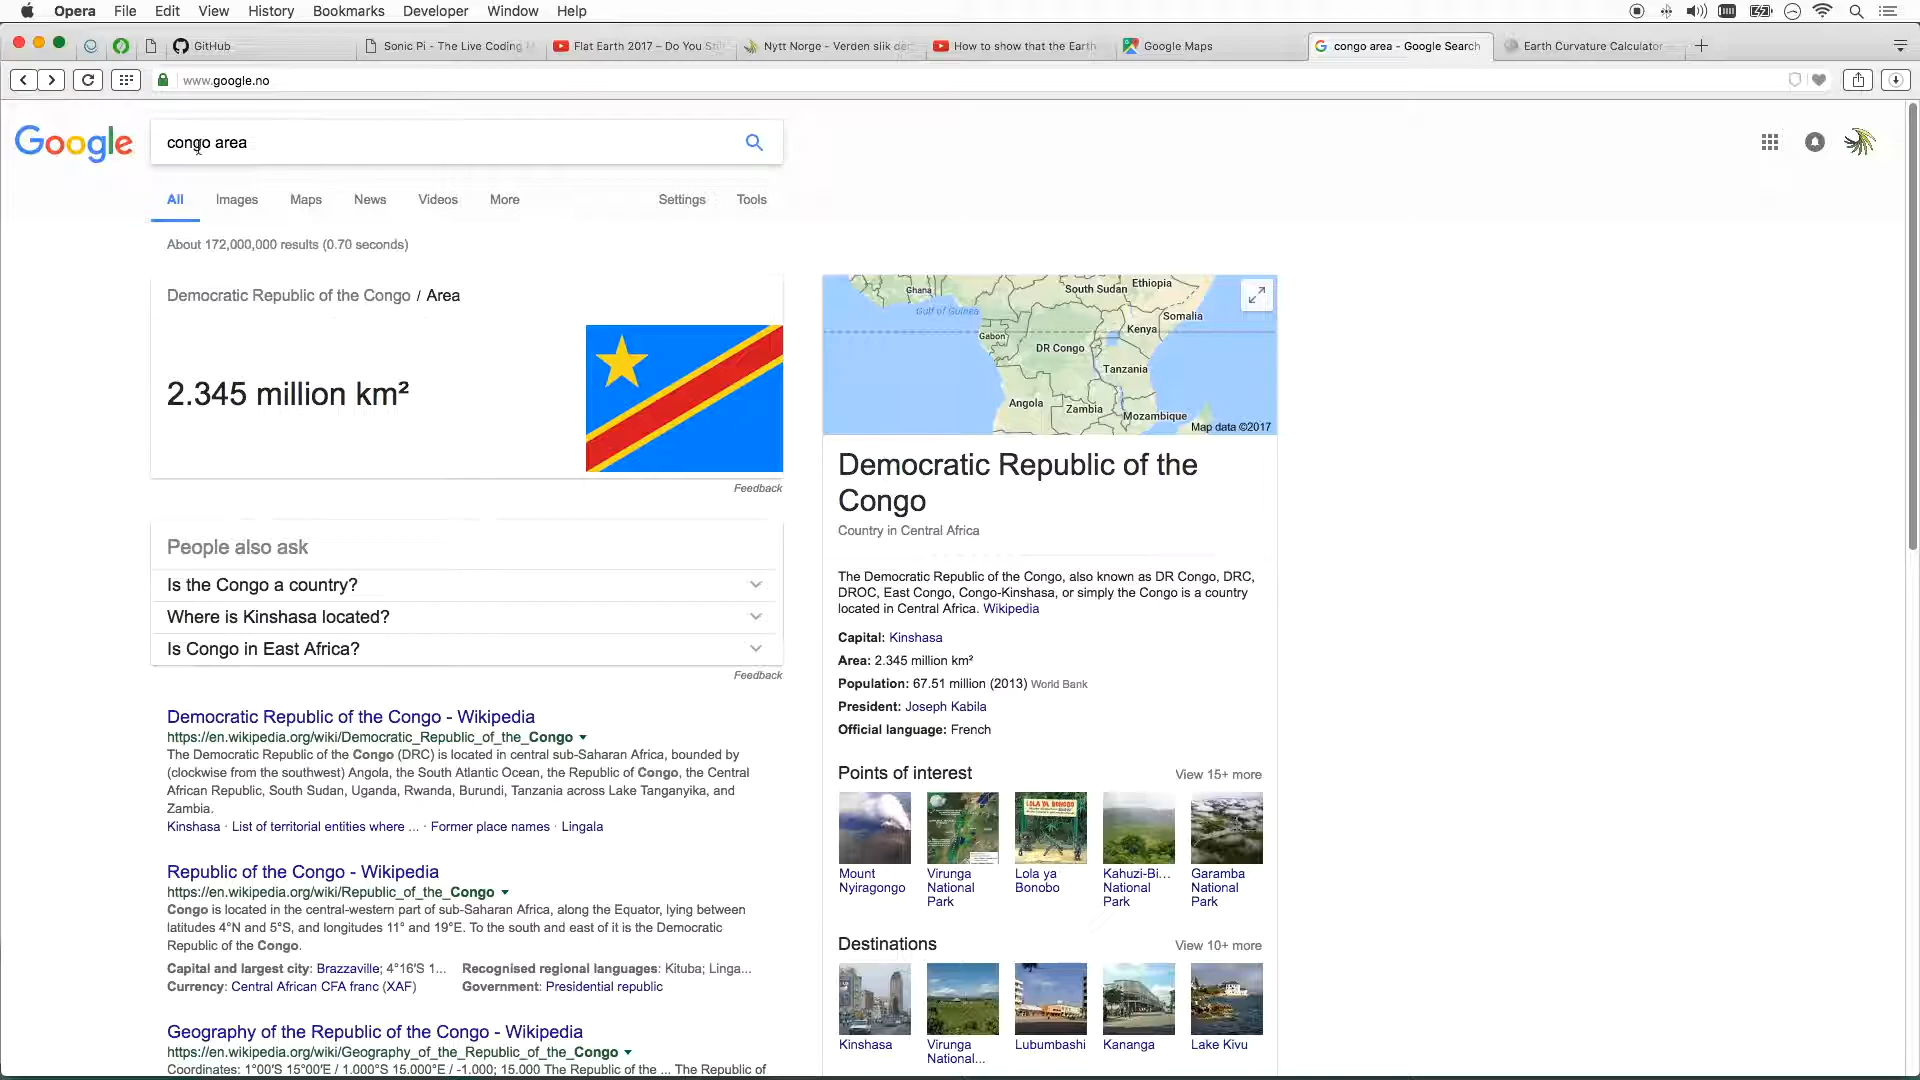 Opera File Edit View History Bookmarks Developer Window Help
GitHub
Sonic Pi - The Live Coding
Flat Earth 2017 – Do You Still
Nytt Norge - Verden slik de
How to show that the Earth
Google Maps
congo area - Google Search
Earth Curvature Calculator
www.google.no
Google
congo area
All Images Maps News Videos More Settings Tools
About 172,000,000 results (0.70 seconds)
Democratic Republic of the Congo / Area
2.345 million km²
Feedback
People also ask
Is the Congo a country?
Where is Kinshasa located?
Is Congo in East Africa?
Feedback
Democratic Republic of the Congo - Wikipedia
https://en.wikipedia.org/wiki/Democratic_Republic_of_the_Congo
The Democratic Republic of the Congo (DRC) is located in central sub-Saharan Africa, bounded by
(clockwise from the southwest) Angola, the South Atlantic Ocean, the Republic of Congo, the Central
African Republic, South Sudan, Uganda, Rwanda, Burundi, Tanzania across Lake Tanganyika, and
Zambia.
Kinshasa · List of territorial entities where ... · Former place names · Lingala
Republic of the Congo - Wikipedia
https://en.wikipedia.org/wiki/Republic_of_the_Congo
Congo is located in the central-western part of sub-Saharan Africa, along the Equator, lying between
latitudes 4°N and 5°S, and longitudes 11° and 19°E. To the south and east of it is the Democratic
Republic of the Congo.
Capital and largest city: Brazzaville; 4°16′S 1... Recognised regional languages: Kituba; Linga...
Currency: Central African CFA franc (XAF) Government: Presidential republic
Geography of the Republic of the Congo - Wikipedia
https://en.wikipedia.org/wiki/Geography_of_the_Republic_of_the_Congo
Coordinates: 1°00′S 15°00′E / 1.000°S 15.000°E / -1.000; 15.000 The Republic of the ... The Republic of
Ghana
Gulf of Guinea
South Sudan
Ethiopia
Somalia
Gabon
Kenya
DR Congo
Tanzania
Angola
Zambia
Mozambique
Map data ©2017
Democratic Republic of the
Congo
Country in Central Africa
The Democratic Republic of the Congo, also known as DR Congo, DRC,
DROC, East Congo, Congo-Kinshasa, or simply the Congo is a country
located in Central Africa. Wikipedia
Capital: Kinshasa
Area: 2.345 million km²
Population: 67.51 million (2013) World Bank
President: Joseph Kabila
Official language: French
Points of interest View 15+ more
LOLA YA BONOBO
Mount
Nyiragongo
Virunga
National
Park
Lola ya
Bonobo
Kahuzi-Bi...
National
Park
Garamba
National
Park
Destinations View 10+ more
Kinshasa
Virunga
National...
Lubumbashi
Kananga
Lake Kivu